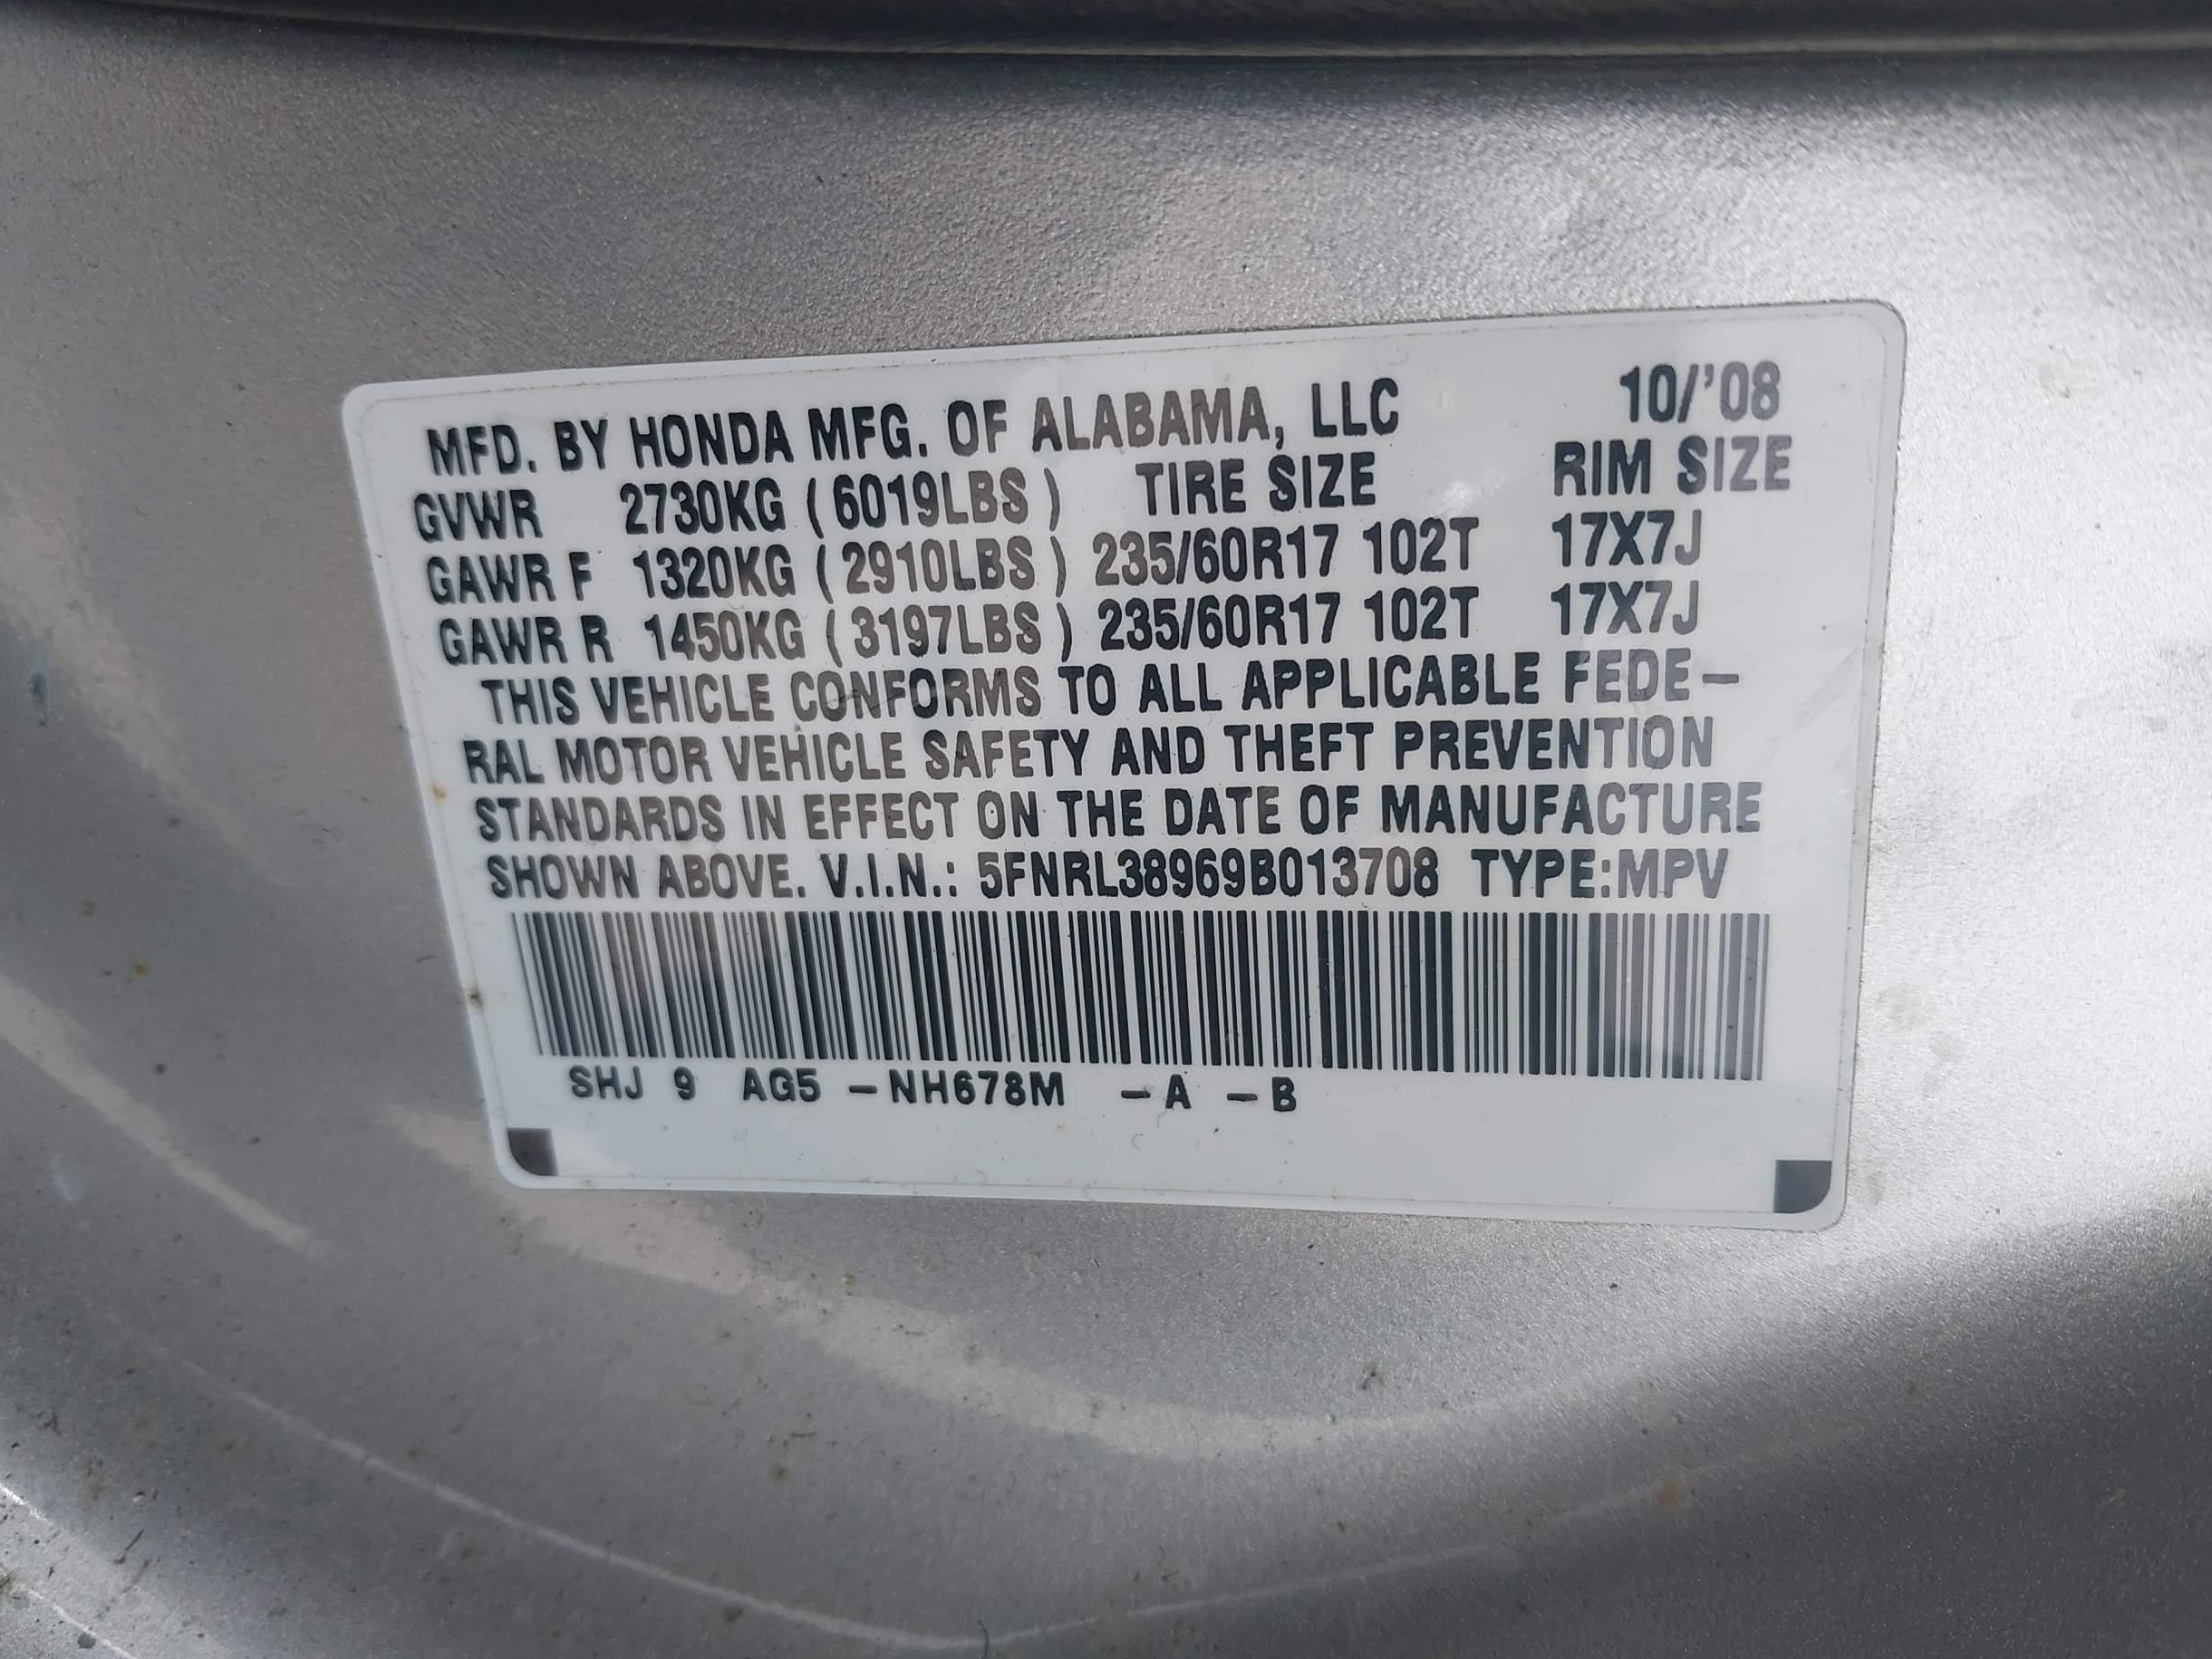 MFD. BY HONDA MFG. OF ALABAMA, LLC 10/'08
GVWR 2730KG (6019LBS) TIRE SIZE RIM SIZE
GAWR F 1320KG (2910LBS) 235/60R17 102T 17X7J
GAWR R 1450KG (3197LBS) 235/60R17 102T 17X7J
THIS VEHICLE CONFORMS TO ALL APPLICABLE FEDE-
RAL MOTOR VEHICLE SAFETY AND THEFT PREVENTION
STANDARDS IN EFFECT ON THE DATE OF MANUFACTURE
SHOWN ABOVE. V.I.N.: 5FNRL38969B013708 TYPE:MPV
SHJ 9 AG5 -NH678M -A -B